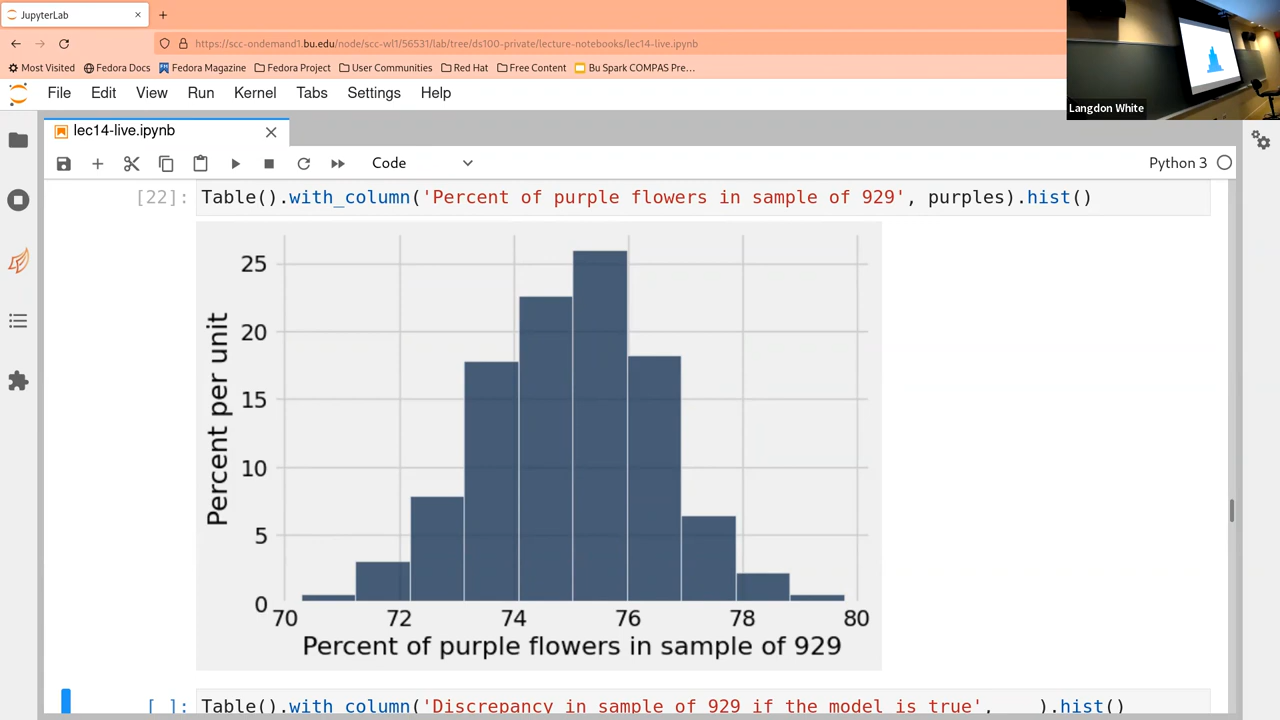 JupyterLab
https://scc-ondemand1.bu.edu/node/scc-wl1/56531/lab/tree/ds100-private/lecture-notebooks/lec14-live.ipynb
Most Visited Fedora Docs Fedora Magazine Fedora Project User Communities Red Hat Free Content Bu Spark COMPAS Pre…
Langdon White
File Edit View Run Kernel Tabs Settings Help
lec14-live.ipynb
Code Python 3
[22]: Table().with_column('Percent of purple flowers in sample of 929', purples).hist()
25
20
15
10
5
0
Percent per unit
70 72 74 76 78 80
Percent of purple flowers in sample of 929
[ ]: Table().with_column('Discrepancy in sample of 929 if the model is true', ).hist()